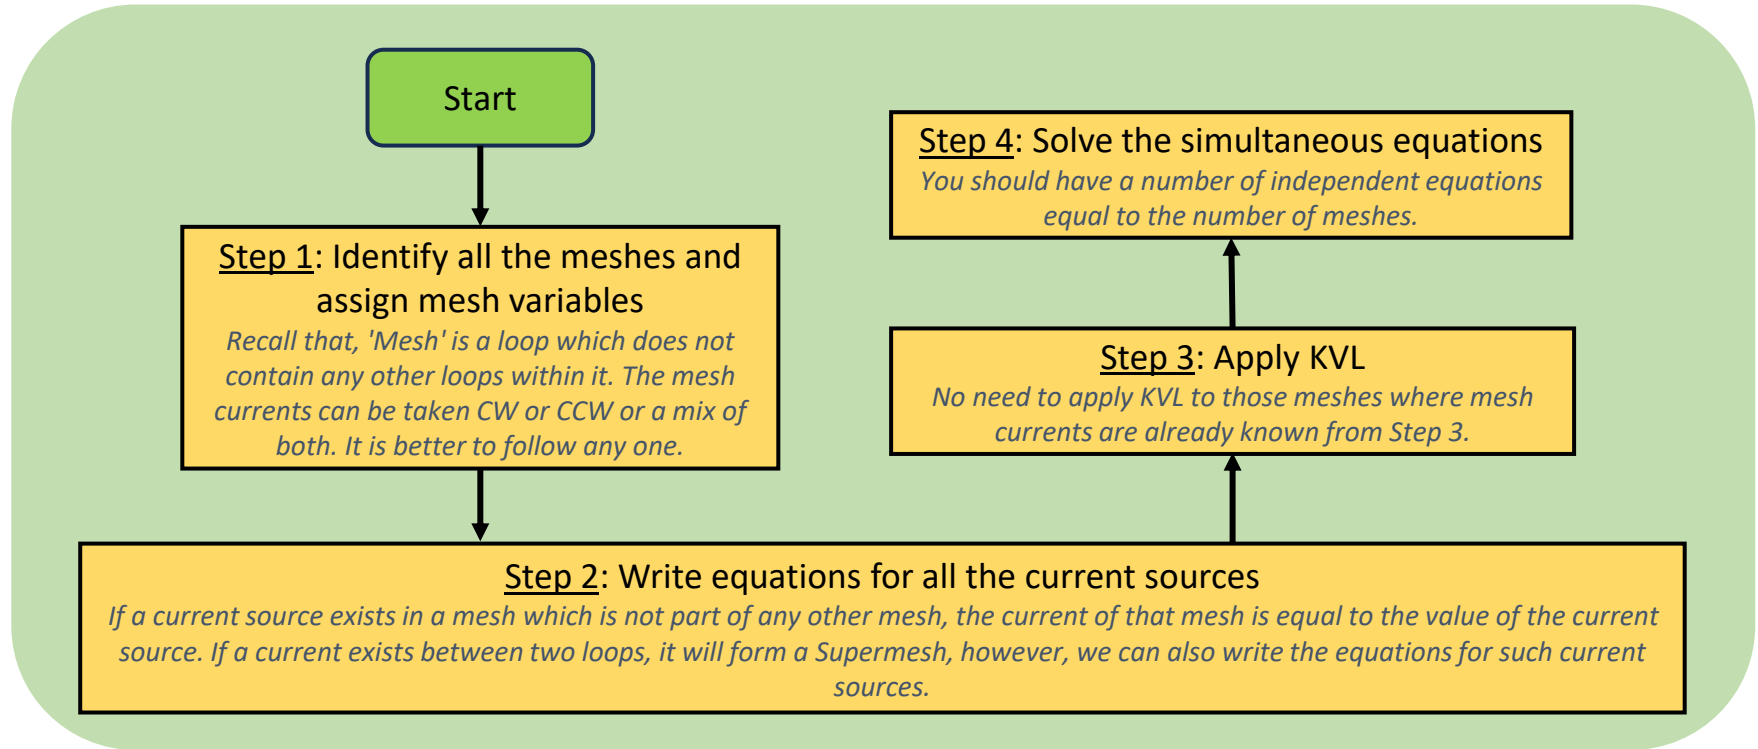 Start
Step 1: Identify all the meshes and
assign mesh variables
Recall that, 'Mesh' is a loop which does not
contain any other loops within it. The mesh
currents can be taken CW or CCW or a mix of
both. It is better to follow any one.
Step 2: Write equations for all the current sources
If a current source exists in a mesh which is not part of any other mesh, the current of that mesh is equal to the value of the current
source. If a current exists between two loops, it will form a Supermesh, however, we can also write the equations for such current
sources.
Step 3: Apply KVL
No need to apply KVL to those meshes where mesh
currents are already known from Step 3.
Step 4: Solve the simultaneous equations
You should have a number of independent equations
equal to the number of meshes.